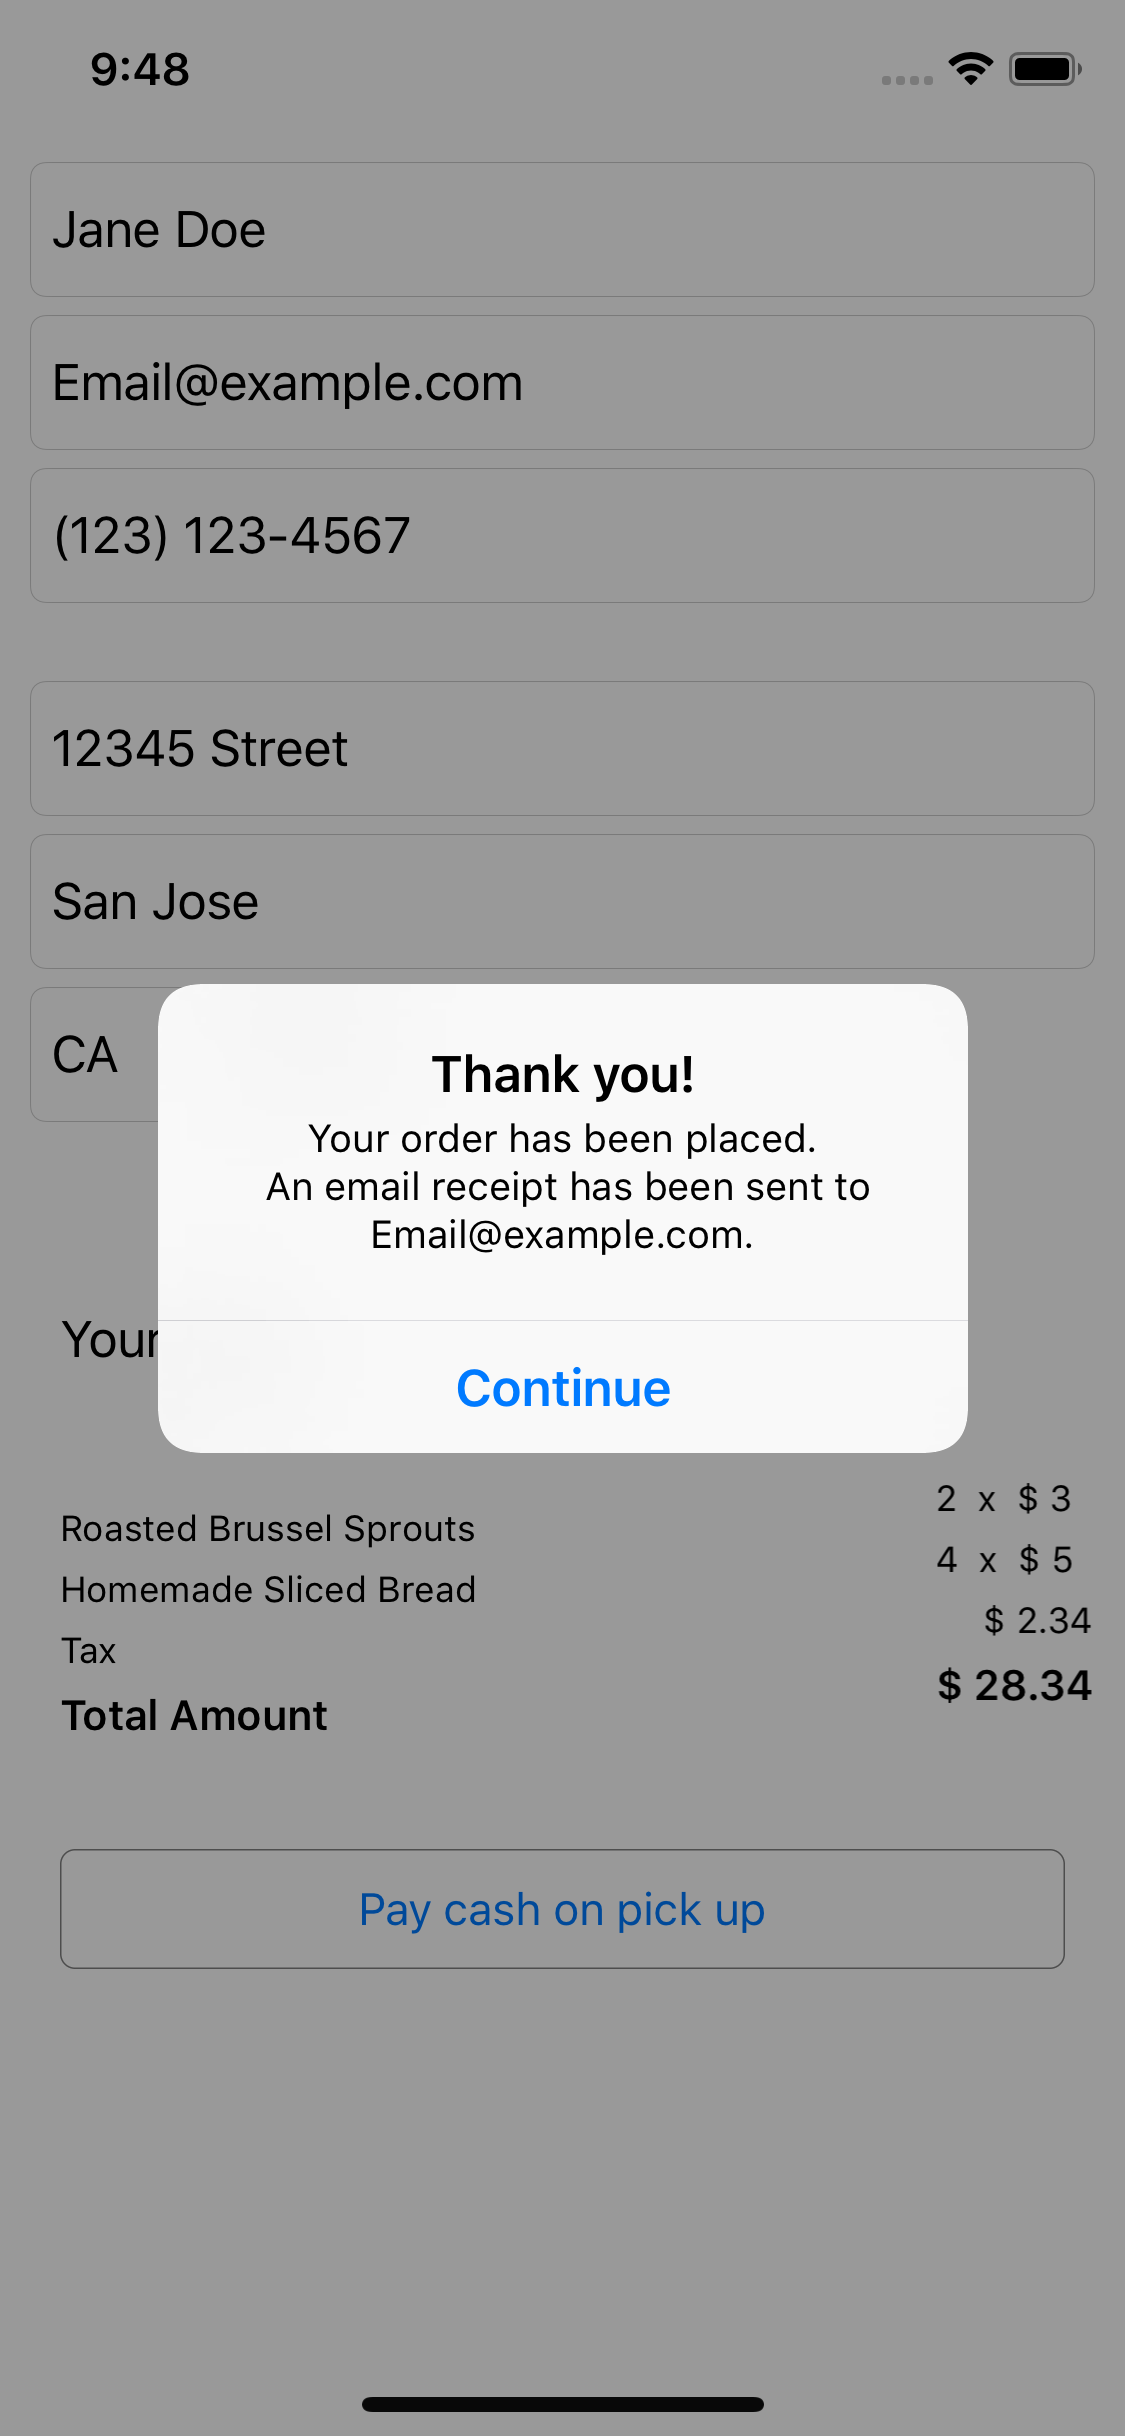 9:48
Jane Doe
Email@example.com
(123) 123-4567
12345 Street
San Jose
CA
Thank you!
Your order has been placed.
An email receipt has been sent to
Email@example.com.
Your
Continue
Roasted Brussel Sprouts 2 x $ 3
Homemade Sliced Bread 4 x $ 5
Tax $ 2.34
Total Amount $ 28.34
Pay cash on pick up